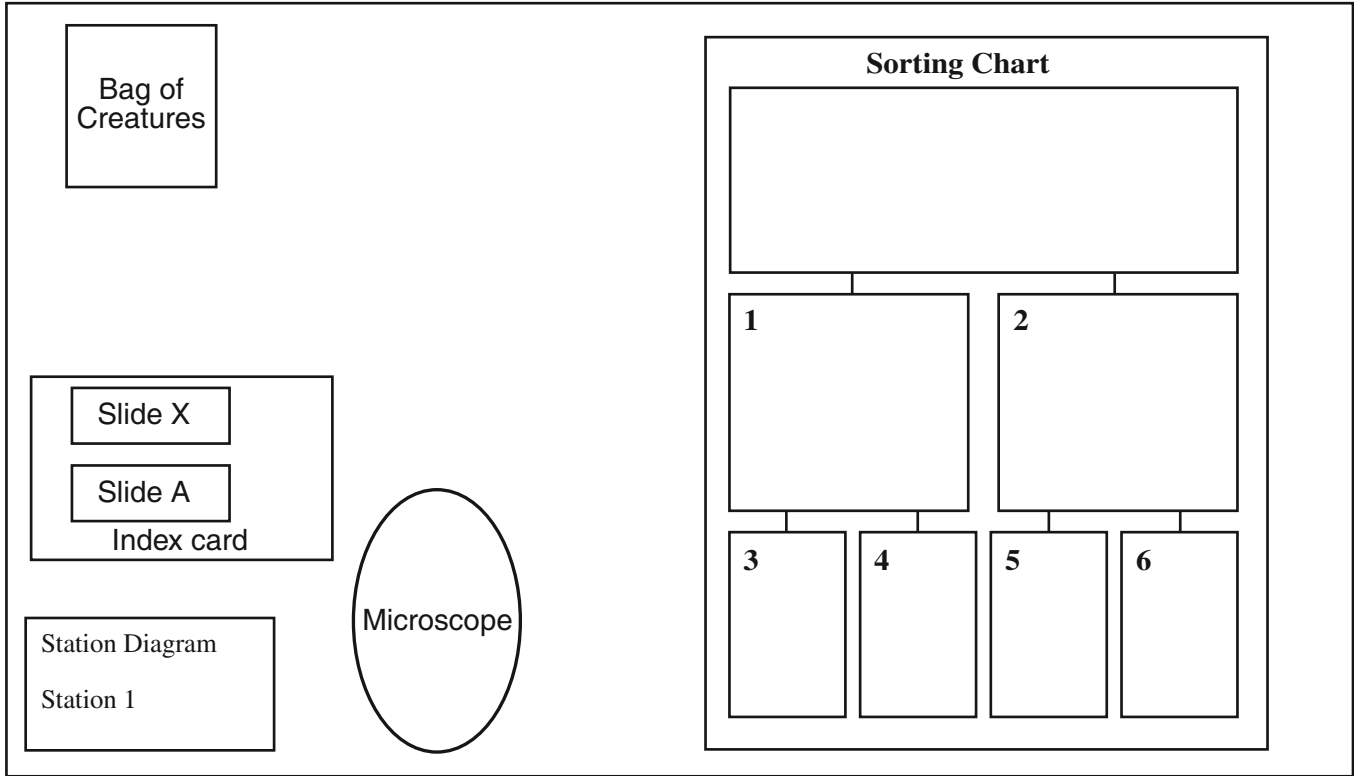 Bag of
Creatures
Sorting Chart
1
2
Slide X
Slide A
Index card
3
4
5
6
Microscope
Station Diagram
Station 1